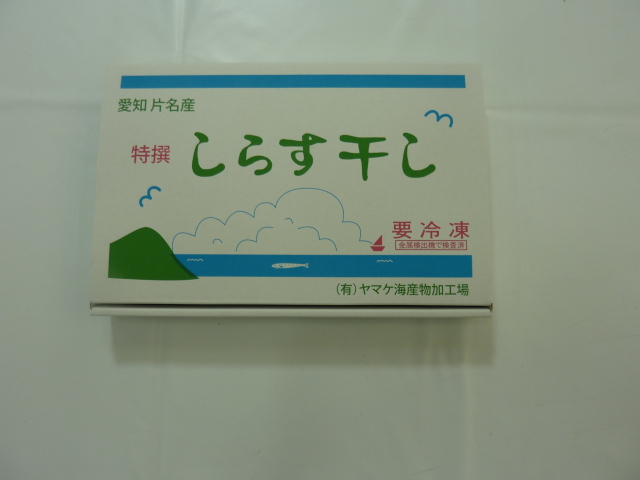 愛知 片名産
特撰 しらす干し
要冷凍
金属検出機で検査済
(有)ヤマケ海産物加工場